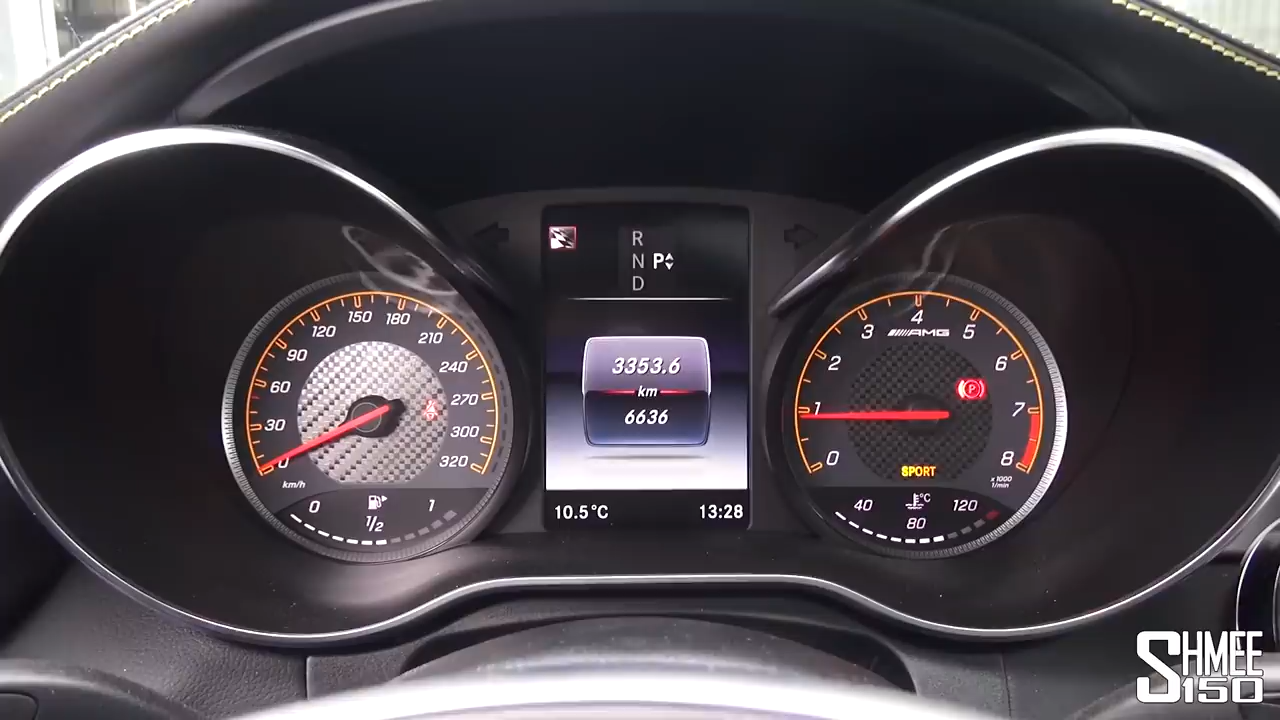 R
N P
D
3353.6
km
6636
10.5°C 13:28
0
30
60
90
120
150
180
210
240
270
300
320
km/h
0 1/2 1
0
1
2
3
4
5
6
7
8
AMG
P
SPORT
x1000
1/min
40 °C 120
80
SHMEE
150